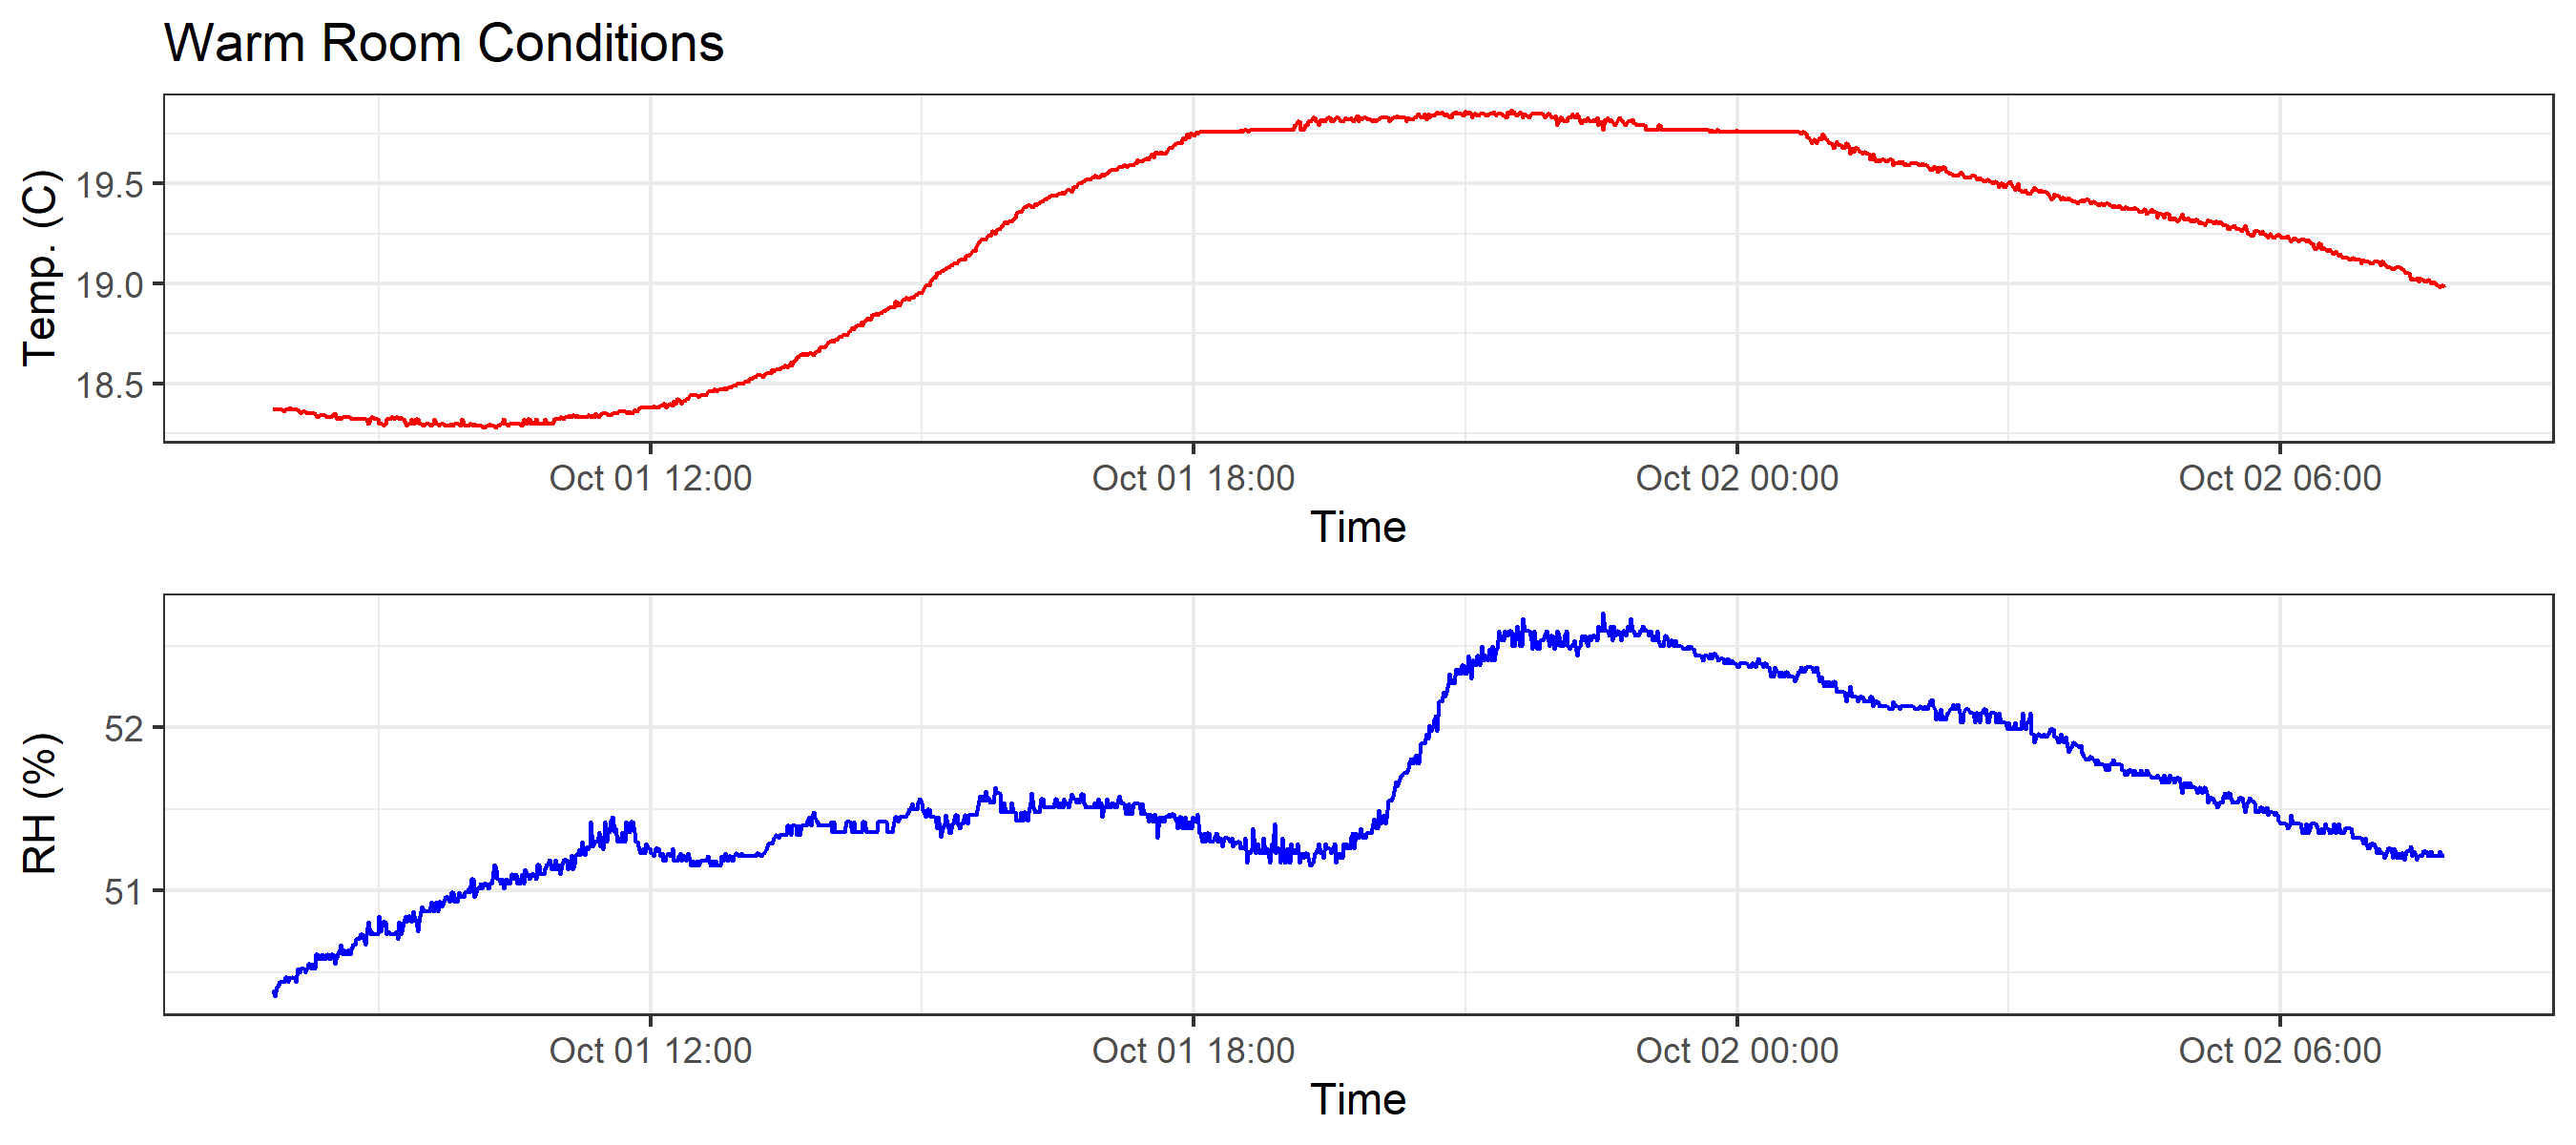 Warm Room Conditions
Temp. (C)
19.5
19.0
18.5
Oct 01 12:00 Oct 01 18:00 Oct 02 00:00 Oct 02 06:00
Time
RH (%)
52
51
Oct 01 12:00 Oct 01 18:00 Oct 02 00:00 Oct 02 06:00
Time